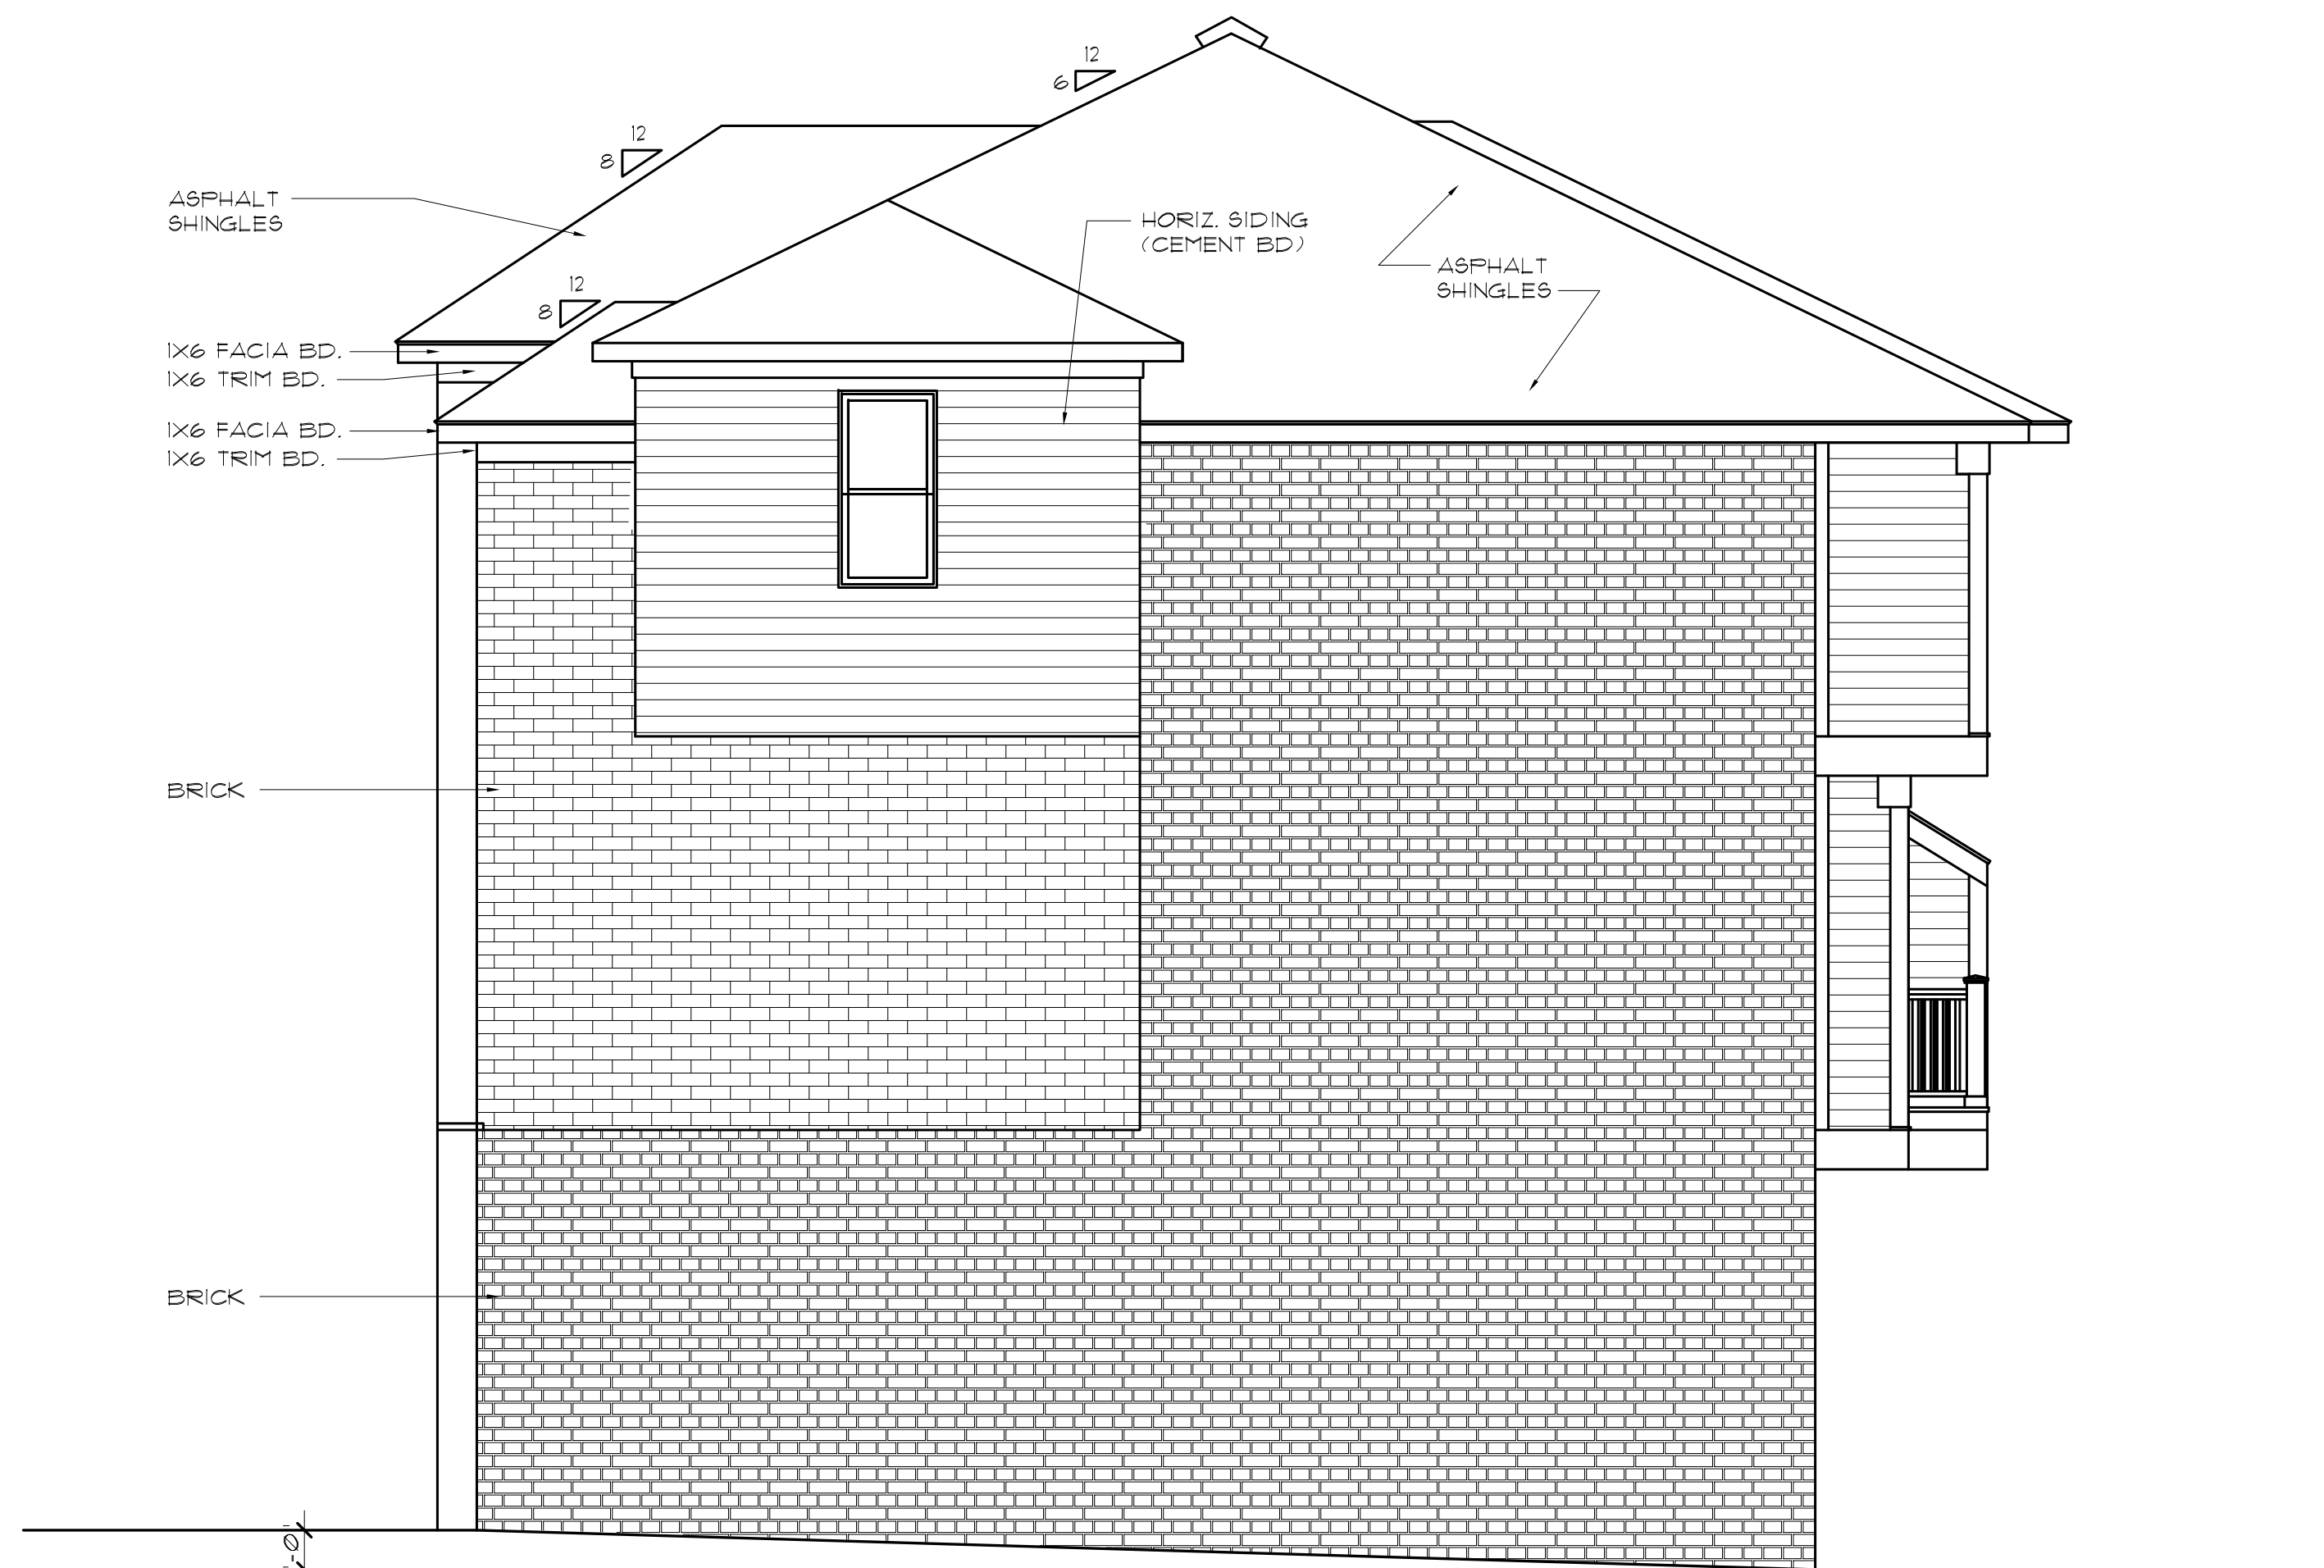 12
6
12
8
ASPHALT
SHINGLES
HORIZ. SIDING
(CEMENT BD)
ASPHALT
SHINGLES
12
8
1X6 FACIA BD.
1X6 TRIM BD.
1X6 FACIA BD.
1X6 TRIM BD.
BRICK
BRICK